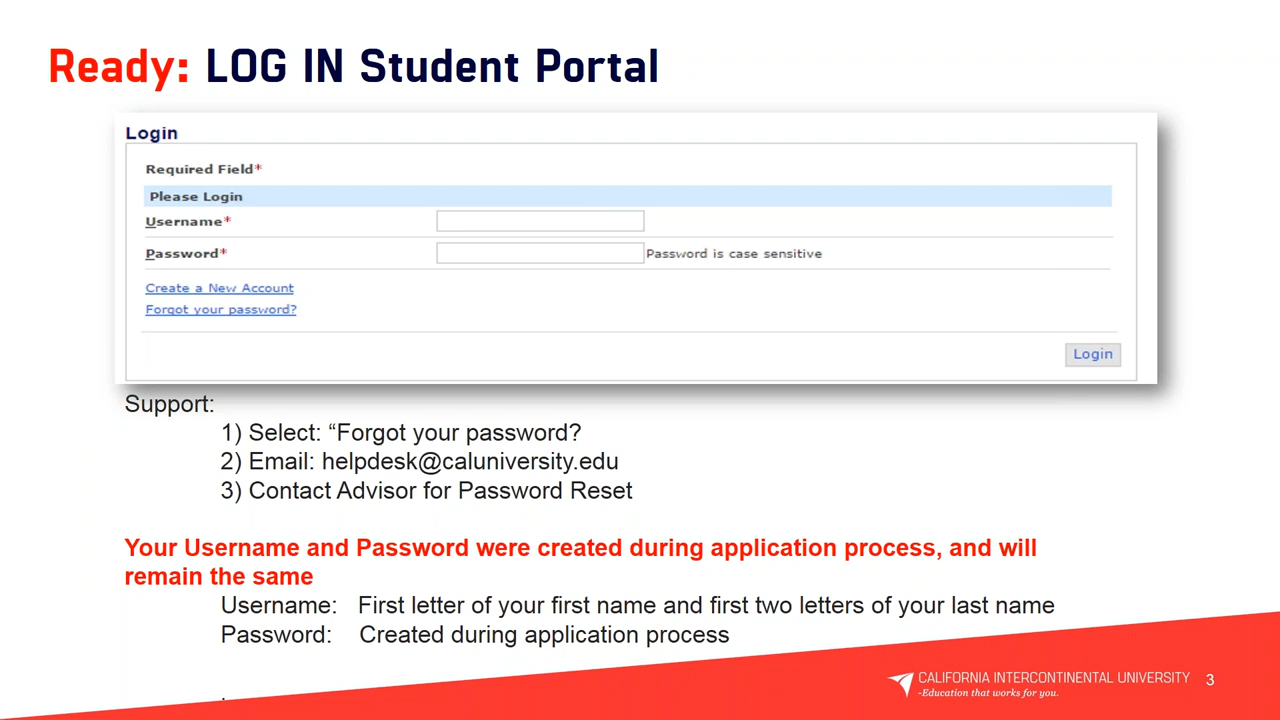 Ready: LOG IN Student Portal
Login
Required Field*
Please Login
Username*
Password* Password is case sensitive
Create a New Account
Forgot your password?
Login
Support:
1) Select: “Forgot your password?
2) Email: helpdesk@caluniversity.edu
3) Contact Advisor for Password Reset
Your Username and Password were created during application process, and will
remain the same
Username: First letter of your first name and first two letters of your last name
Password: Created during application process
CALIFORNIA INTERCONTINENTAL UNIVERSITY 3
-Education that works for you.